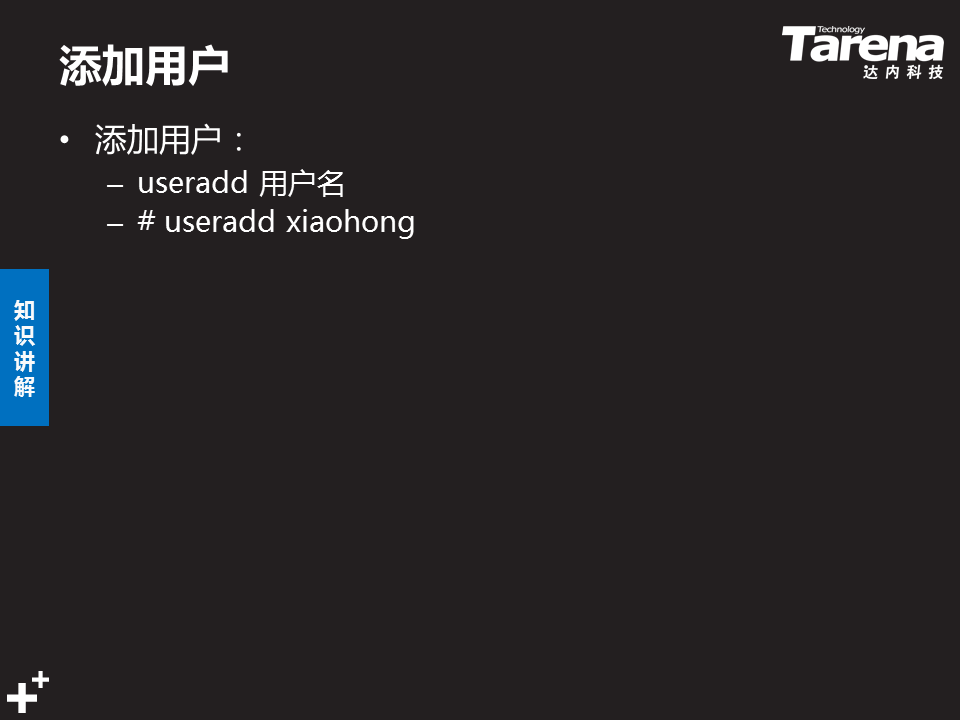 添加用户
Technology
Tarena
达内科技
• 添加用户：
– useradd 用户名
– # useradd xiaohong
知
识
讲
解